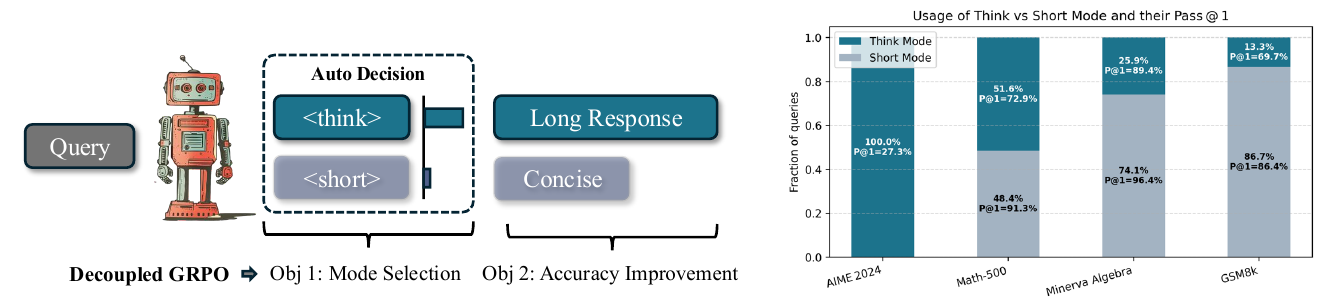 Query
Auto Decision
<think>
<short>
Long Response
Concise
Decoupled GRPO
Obj 1: Mode Selection
Obj 2: Accuracy Improvement
Usage of Think vs Short Mode and their Pass@1
Think Mode
Short Mode
Fraction of queries
1.0
0.8
0.6
0.4
0.2
0.0
100.0%
P@1=27.3%
51.6%
P@1=72.9%
48.4%
P@1=91.3%
25.9%
P@1=89.4%
74.1%
P@1=96.4%
13.3%
P@1=69.7%
86.7%
P@1=86.4%
AIME2024
Math-500
Minerva Algebra
GSM8k